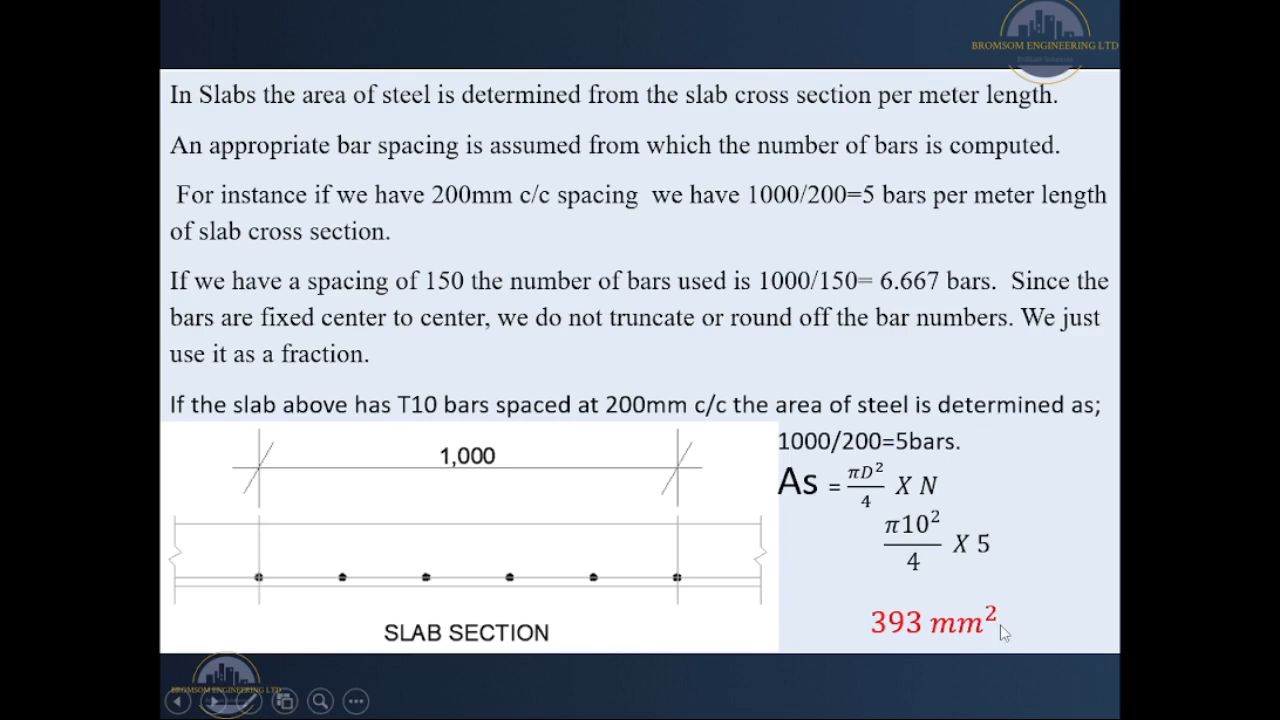 BROMSOM ENGINEERING LTD
Brilliant Solutions
In Slabs the area of steel is determined from the slab cross section per meter length.
An appropriate bar spacing is assumed from which the number of bars is computed.
For instance if we have 200mm c/c spacing we have 1000/200=5 bars per meter length
of slab cross section.
If we have a spacing of 150 the number of bars used is 1000/150= 6.667 bars. Since the
bars are fixed center to center, we do not truncate or round off the bar numbers. We just
use it as a fraction.
If the slab above has T10 bars spaced at 200mm c/c the area of steel is determined as;
1,000
SLAB SECTION
1000/200=5bars.
As = πD²/4 X N
π10²/4 X 5
393 mm²
BROMSOM ENGINEERING LTD